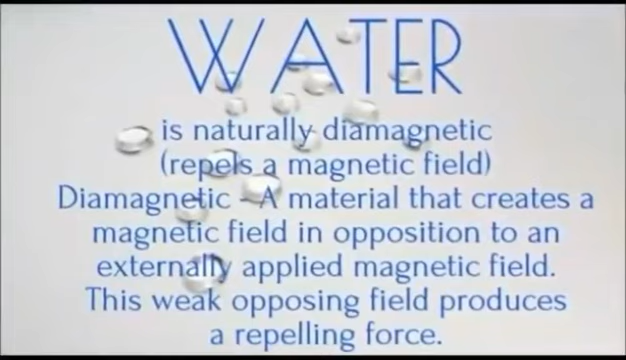 WATER
is naturally diamagnetic
(repels a magnetic field)
Diamagnetic - A material that creates a
magnetic field in opposition to an
externally applied magnetic field.
This weak opposing field produces
a repelling force.